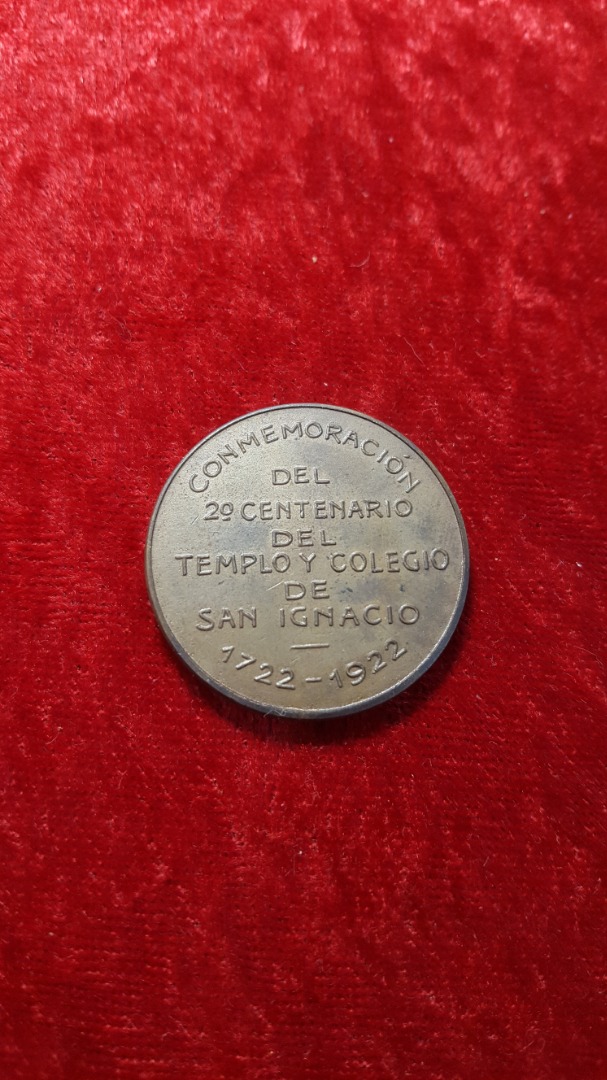 CONMEMORACIÓN
DEL
2º CENTENARIO
DEL
TEMPLO Y COLEGIO
DE
SAN IGNACIO
1722-1922